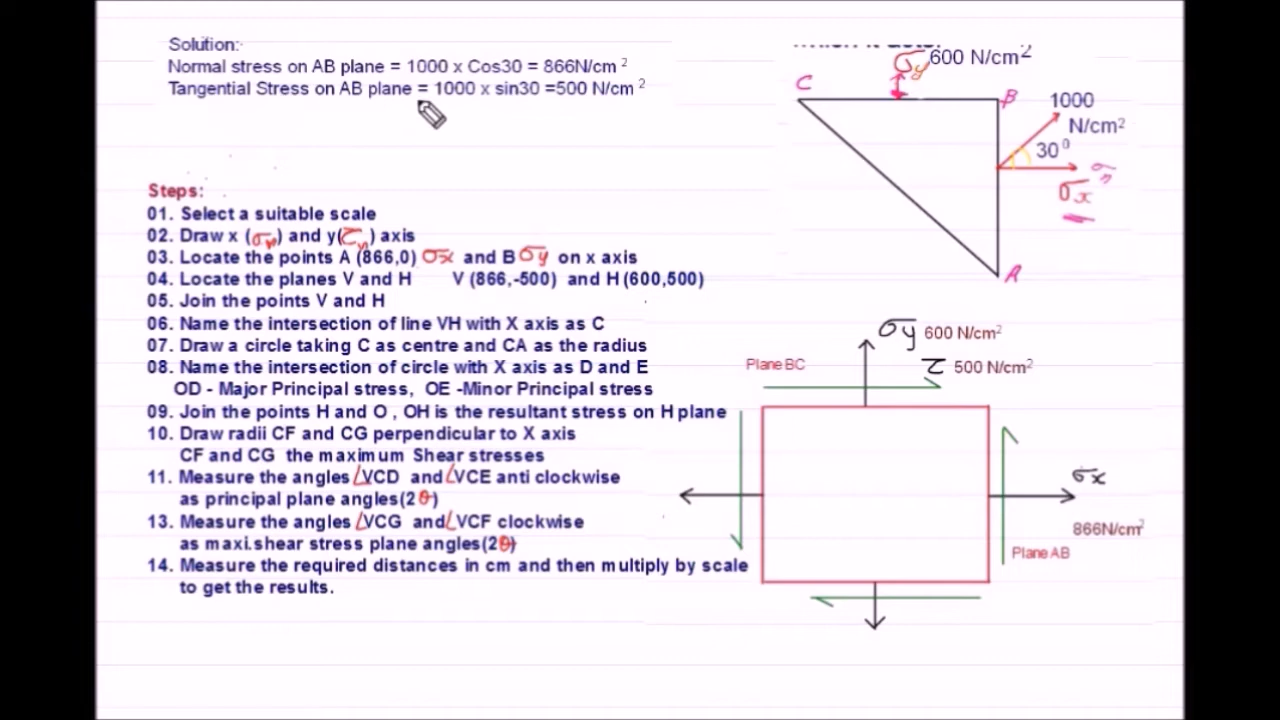 Solution:
Normal stress on AB plane = 1000 x Cos30 = 866N/cm 2
Tangential Stress on AB plane = 1000 x sin30 =500 N/cm 2
Steps:
01. Select a suitable scale
02. Draw x (σn) and y(τn) axis
03. Locate the points A (866,0) σx and B σy on x axis
04. Locate the planes V and H V (866,-500) and H (600,500)
05. Join the points V and H
06. Name the intersection of line VH with X axis as C
07. Draw a circle taking C as centre and CA as the radius
08. Name the intersection of circle with X axis as D and E
OD - Major Principal stress, OE -Minor Principal stress
09. Join the points H and O , OH is the resultant stress on H plane
10. Draw radii CF and CG perpendicular to X axis
CF and CG the maximum Shear stresses
11. Measure the angles ∠VCD and ∠VCE anti clockwise
as principal plane angles(2θ)
13. Measure the angles ∠VCG and ∠VCF clockwise
as maxi.shear stress plane angles(2θ)
14. Measure the required distances in cm and then multiply by scale
to get the results.
σy 600 N/cm2
C
B
1000
N/cm2
30 0
σn
σx
A
σy 600 N/cm2
τ 500 N/cm2
Plane BC
σx
866N/cm2
Plane AB